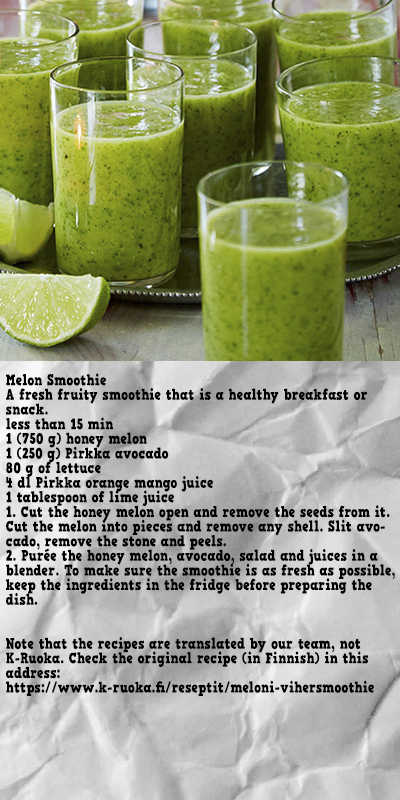 Melon Smoothie
A fresh fruity smoothie that is a healthy breakfast or
snack.
less than 15 min
1 (750 g) honey melon
1 (250 g) Pirkka avocado
80 g of lettuce
4 dl Pirkka orange mango juice
1 tablespoon of lime juice
1. Cut the honey melon open and remove the seeds from it.
Cut the melon into pieces and remove any shell. Slit avo-
cado, remove the stone and peels.
2. Purée the honey melon, avocado, salad and juices in a
blender. To make sure the smoothie is as fresh as possible,
keep the ingredients in the fridge before preparing the
dish.
Note that the recipes are translated by our team, not
K-Ruoka. Check the original recipe (in Finnish) in this
address:
https://www.k-ruoka.fi/reseptit/meloni-vihersmoothie